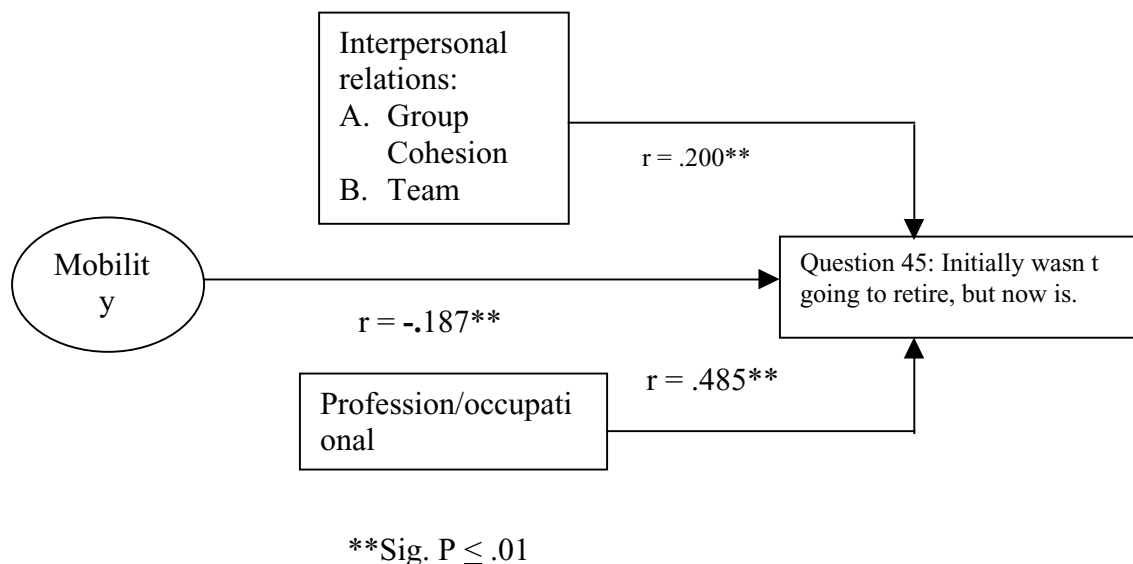 Interpersonal
relations:
A. Group
Cohesion
B. Team
r = .200**
Mobilit
y
Question 45: Initially wasn t
going to retire, but now is.
r = -.187**
r = .485**
Profession/occupati
onal
**Sig. P ≤ .01